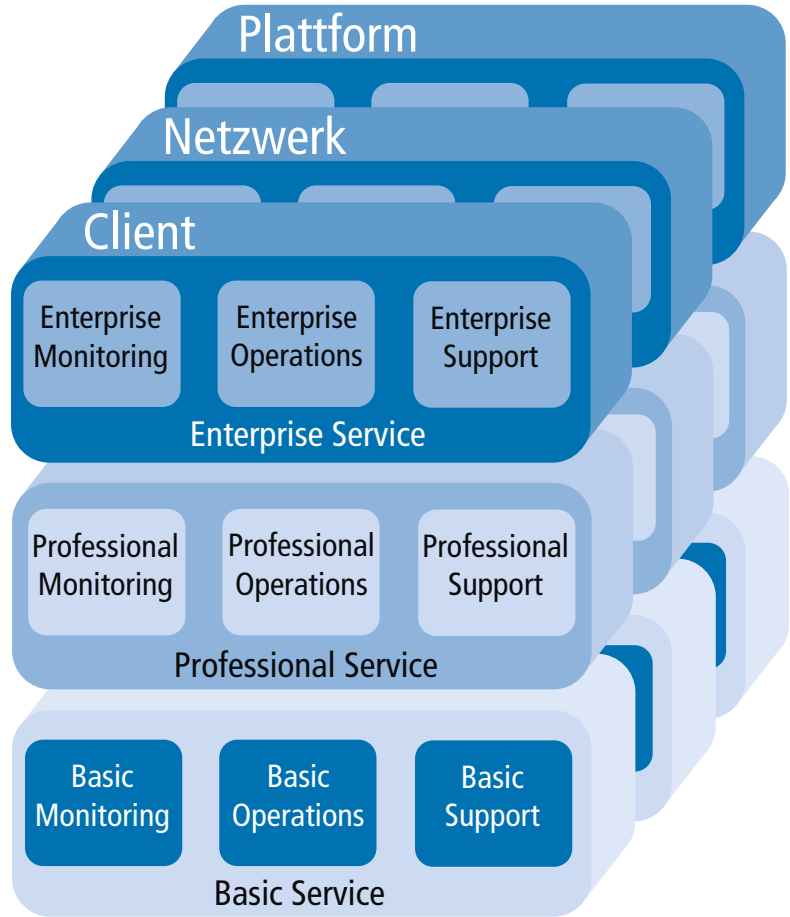 Plattform
Netzwerk
Client
Enterprise
Monitoring
Enterprise
Operations
Enterprise
Support
Enterprise Service
Professional
Monitoring
Professional
Operations
Professional
Support
Professional Service
Basic
Monitoring
Basic
Operations
Basic
Support
Basic Service